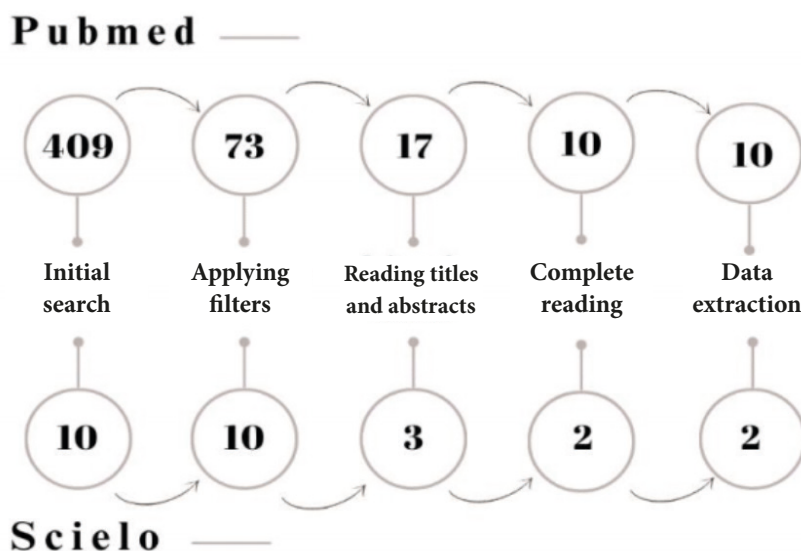 Pubmed
409 73 17 10 10
Initial Applying Reading titles Complete Data
search filters and abstracts reading extraction
10 10 3 2 2
Scielo